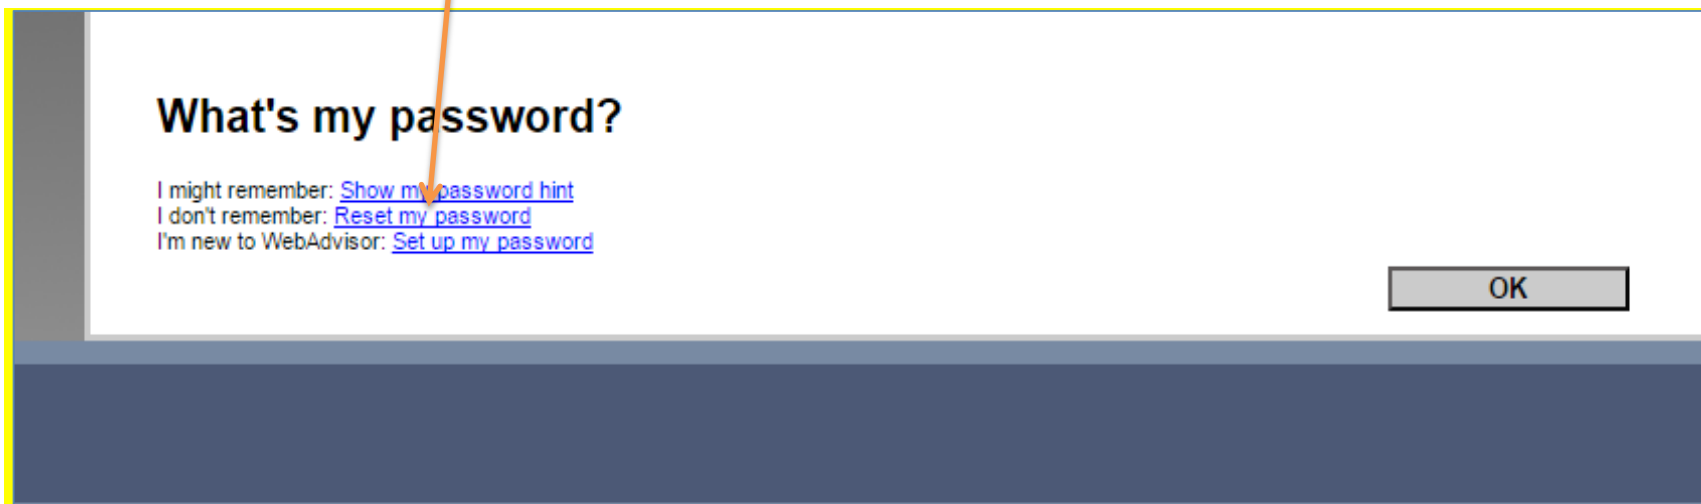 What's my password?
I might remember: Show my password hint
I don't remember: Reset my password
I'm new to WebAdvisor: Set up my password
OK